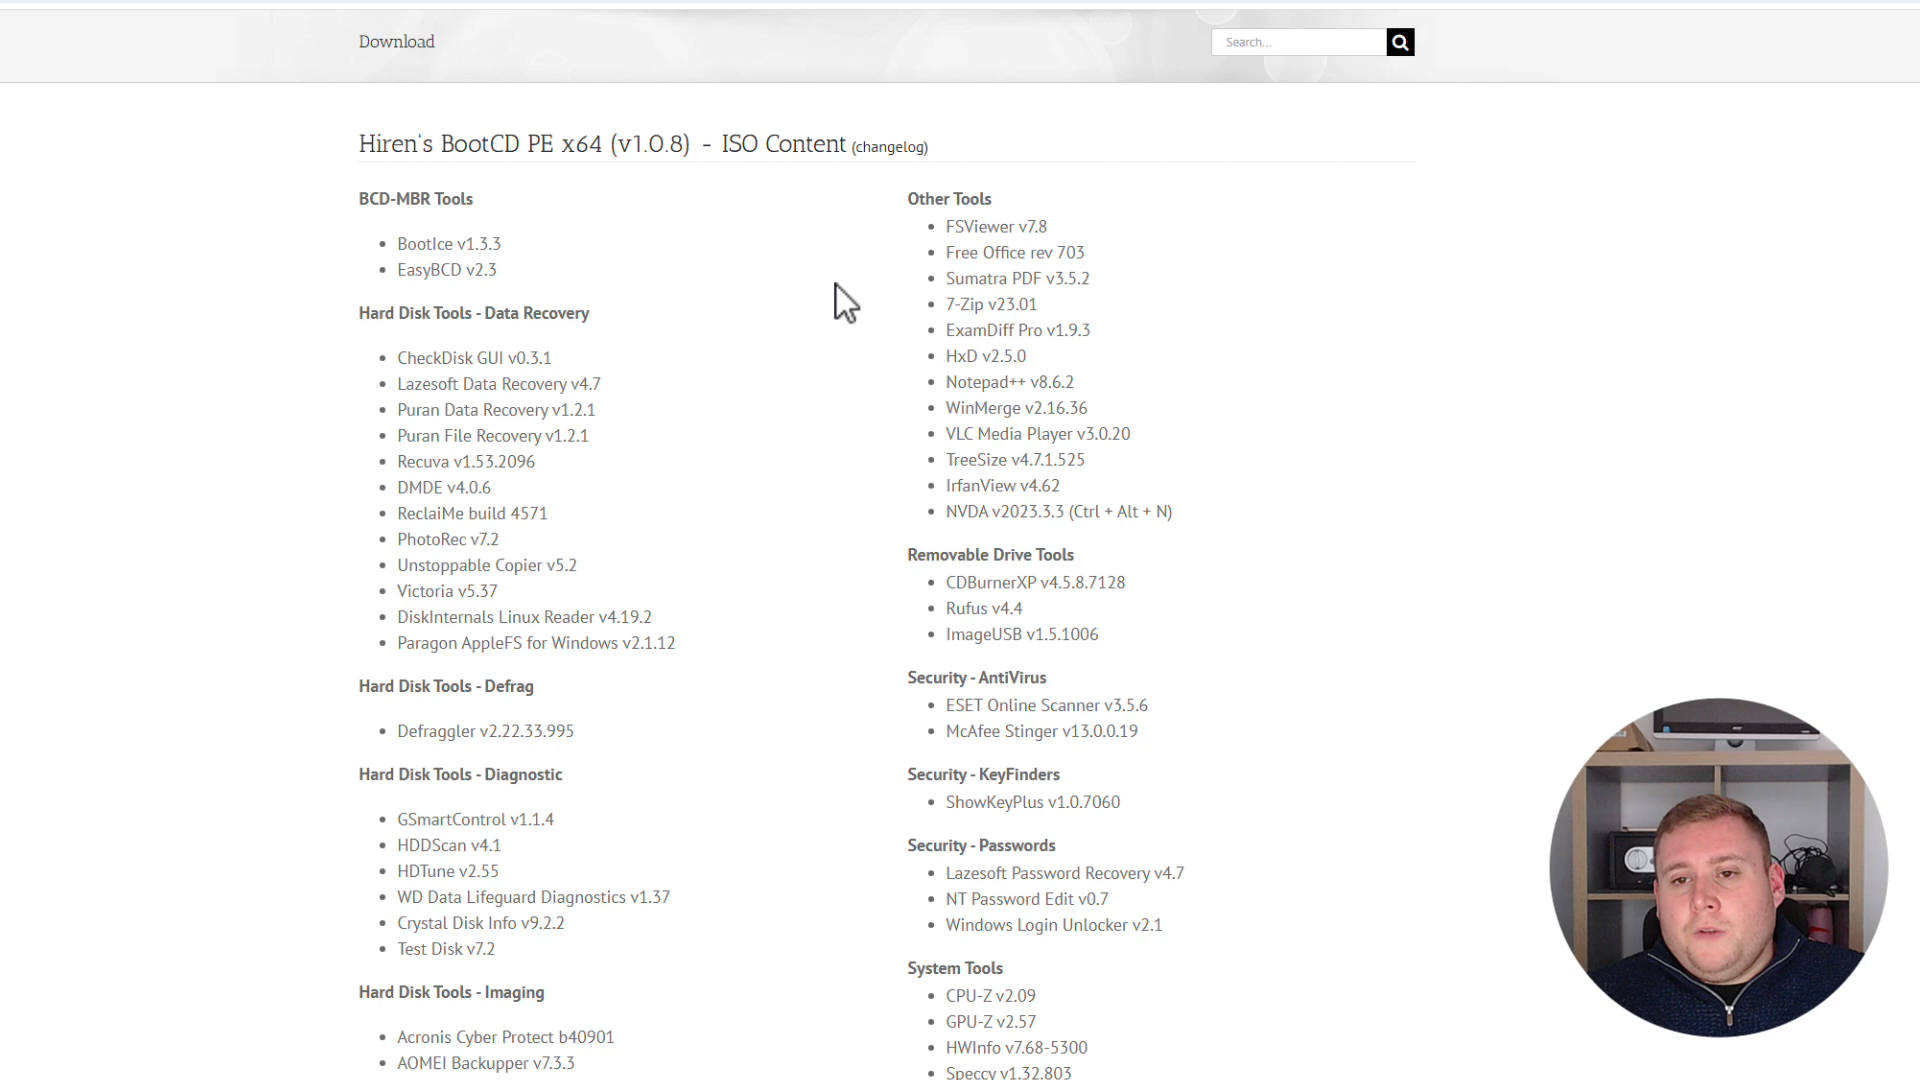 Download
Search...
Hiren's BootCD PE x64 (v1.0.8) - ISO Content (changelog)
BCD-MBR Tools
BootIce v1.3.3
EasyBCD v2.3
Hard Disk Tools - Data Recovery
CheckDisk GUI v0.3.1
Lazesoft Data Recovery v4.7
Puran Data Recovery v1.2.1
Puran File Recovery v1.2.1
Recuva v1.53.2096
DMDE v4.0.6
ReclaiMe build 4571
PhotoRec v7.2
Unstoppable Copier v5.2
Victoria v5.37
DiskInternals Linux Reader v4.19.2
Paragon AppleFS for Windows v2.1.12
Hard Disk Tools - Defrag
Defraggler v2.22.33.995
Hard Disk Tools - Diagnostic
GSmartControl v1.1.4
HDDScan v4.1
HDTune v2.55
WD Data Lifeguard Diagnostics v1.37
Crystal Disk Info v9.2.2
Test Disk v7.2
Hard Disk Tools - Imaging
Acronis Cyber Protect b40901
AOMEI Backupper v7.3.3
Other Tools
FSViewer v7.8
Free Office rev 703
Sumatra PDF v3.5.2
7-Zip v23.01
ExamDiff Pro v1.9.3
HxD v2.5.0
Notepad++ v8.6.2
WinMerge v2.16.36
VLC Media Player v3.0.20
TreeSize v4.7.1.525
IrfanView v4.62
NVDA v2023.3.3 (Ctrl + Alt + N)
Removable Drive Tools
CDBurnerXP v4.5.8.7128
Rufus v4.4
ImageUSB v1.5.1006
Security - AntiVirus
ESET Online Scanner v3.5.6
McAfee Stinger v13.0.0.19
Security - KeyFinders
ShowKeyPlus v1.0.7060
Security - Passwords
Lazesoft Password Recovery v4.7
NT Password Edit v0.7
Windows Login Unlocker v2.1
System Tools
CPU-Z v2.09
GPU-Z v2.57
HWInfo v7.68-5300
Speccy v1.32.803